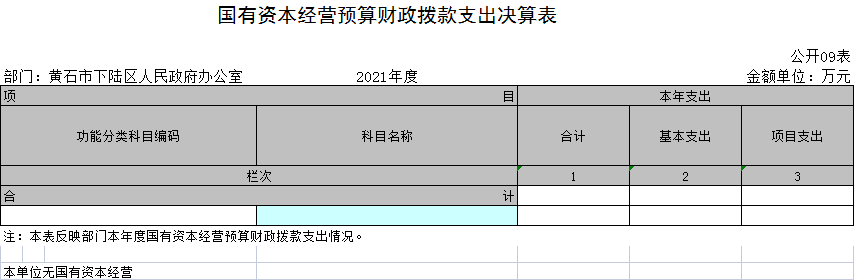 国有资本经营预算财政拨款支出决算表
公开09表
部门：黄石市下陆区人民政府办公室 2021年度 金额单位：万元
项 目 本年支出
功能分类科目编码 科目名称 合计 基本支出 项目支出
栏次 1 2 3
合 计
注：本表反映部门本年度国有资本经营预算财政拨款支出情况。
本单位无国有资本经营